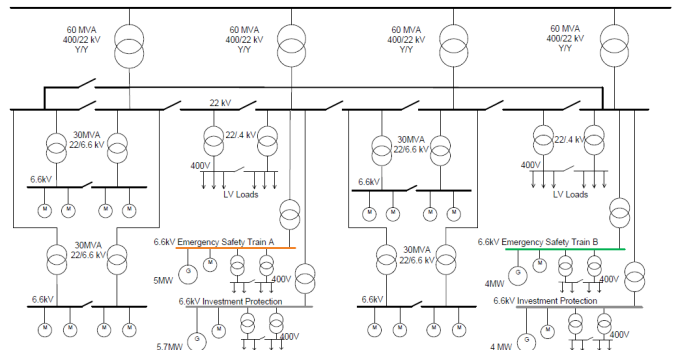 60 MVA
400/22 kV
Y/Y
60 MVA
400/22 kV
Y/Y
60 MVA
400/22 kV
Y/Y
60 MVA
400/22 kV
Y/Y
22 kV
30MVA
22/6.6 kV
22/.4 kV
30MVA
22/6.6 kV
22/.4 kV
400V
400V
6.6kV
6.6kV
LV Loads
LV Loads
M
M
M
M
M
M
M
M
6.6kV Emergency Safety Train A
6.6kV Emergency Safety Train B
30MVA
22/6.6 kV
30MVA
22/6.6 kV
G
M
5MW
400V
G
M
4MW
400V
6.6kV
6.6kV Investment Protection
6.6kV
6.6kV Investment Protection
M
M
M
M
G
M
400V
5.7MW
M
M
M
M
G
M
400V
4 MW